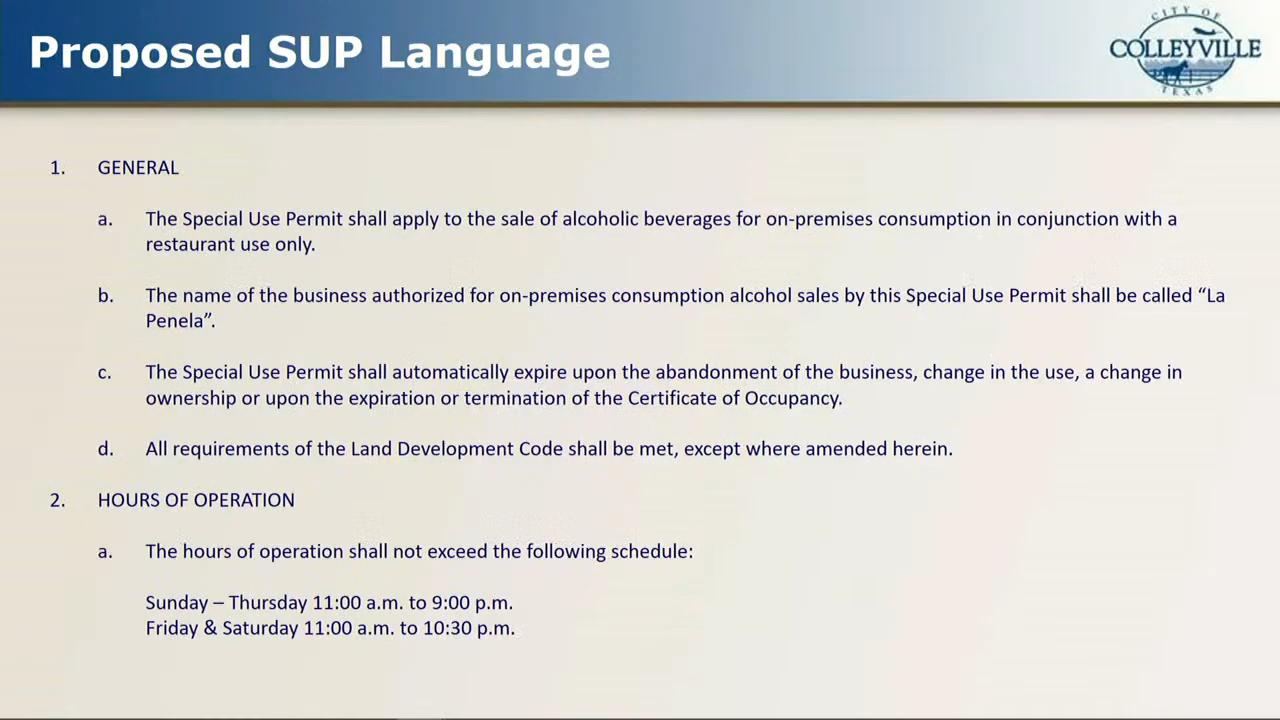 Proposed SUP Language
CITY OF
COLLEYVILLE
TEXAS
1. GENERAL
a. The Special Use Permit shall apply to the sale of alcoholic beverages for on-premises consumption in conjunction with a
restaurant use only.
b. The name of the business authorized for on-premises consumption alcohol sales by this Special Use Permit shall be called “La
Penela”.
c. The Special Use Permit shall automatically expire upon the abandonment of the business, change in the use, a change in
ownership or upon the expiration or termination of the Certificate of Occupancy.
d. All requirements of the Land Development Code shall be met, except where amended herein.
2. HOURS OF OPERATION
a. The hours of operation shall not exceed the following schedule:
Sunday – Thursday 11:00 a.m. to 9:00 p.m.
Friday & Saturday 11:00 a.m. to 10:30 p.m.